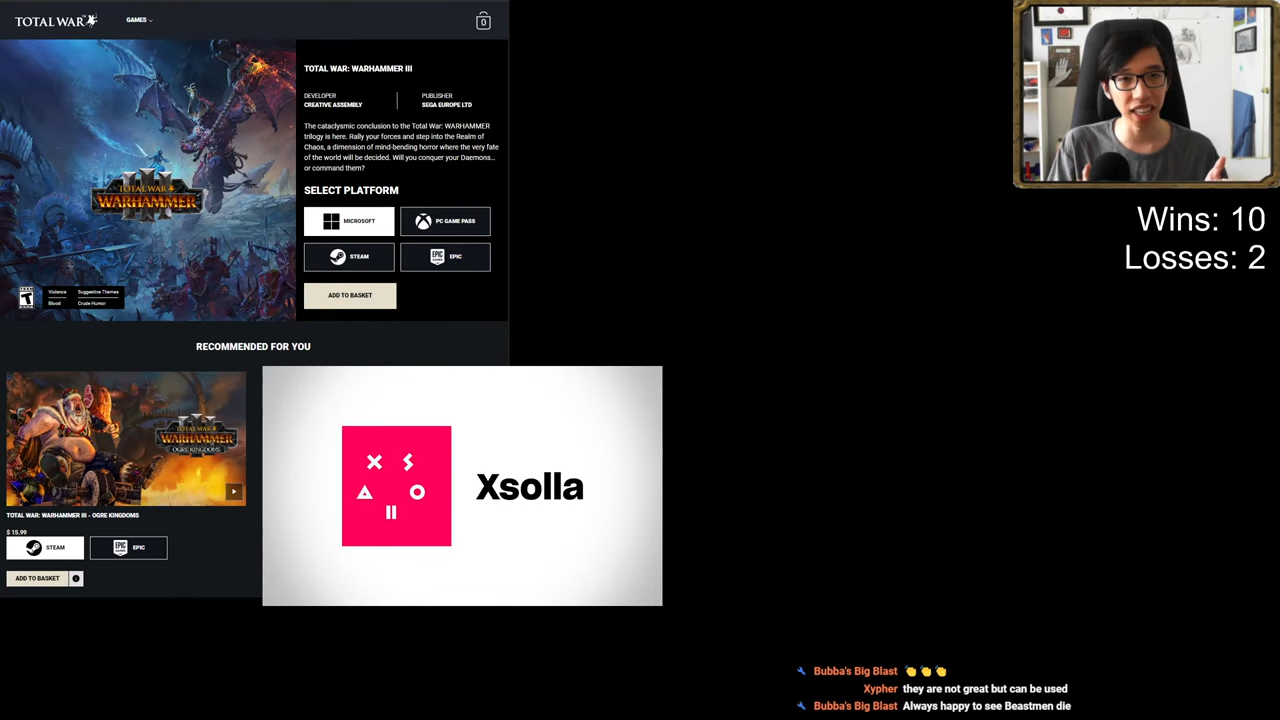 TOTAL WAR
GAMES
0
TOTAL WAR: WARHAMMER III
DEVELOPER
CREATIVE ASSEMBLY
PUBLISHER
SEGA EUROPE LTD
The cataclysmic conclusion to the Total War: WARHAMMER
trilogy is here. Rally your forces and step into the Realm of
Chaos, a dimension of mind-bending horror where the very fate
of the world will be decided. Will you conquer your Daemons...
or command them?
SELECT PLATFORM
MICROSOFT
PC GAME PASS
STEAM
EPIC GAMES
EPIC
ADD TO BASKET
TOTAL WAR
WARHAMMER
III
TEEN
T
Violence
Blood
Suggestive Themes
Crude Humor
RECOMMENDED FOR YOU
TOTAL WAR
WARHAMMER
OGRE KINGDOMS
TOTAL WAR: WARHAMMER III - OGRE KINGDOMS
$ 15.99
STEAM
EPIC GAMES
EPIC
ADD TO BASKET
XS
Xsolla
Wins: 10
Losses: 2
Bubba's Big Blast 👏👏👏
Xypher they are not great but can be used
Bubba's Big Blast Always happy to see Beastmen die